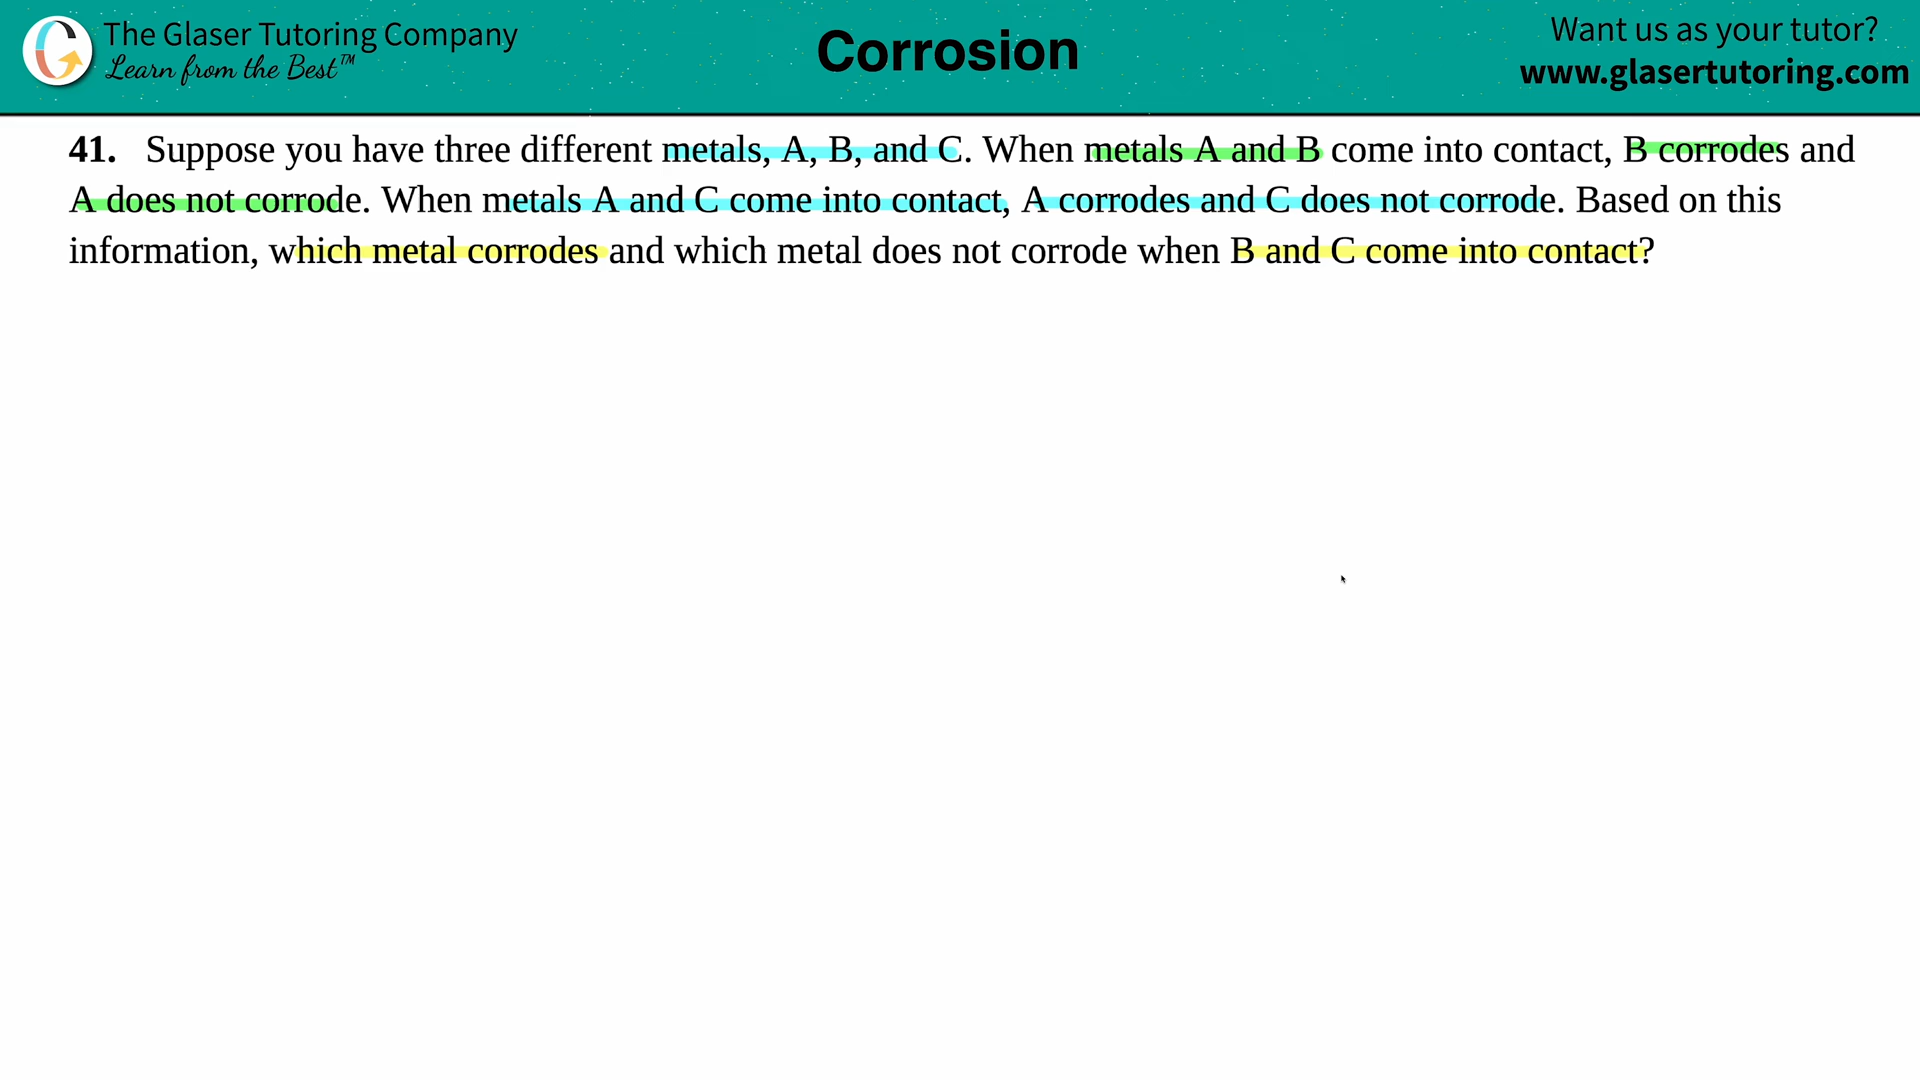 The Glaser Tutoring Company
Learn from the Best™
Corrosion
Want us as your tutor?
www.glasertutoring.com
41. Suppose you have three different metals, A, B, and C. When metals A and B come into contact, B corrodes and
A does not corrode. When metals A and C come into contact, A corrodes and C does not corrode. Based on this
information, which metal corrodes and which metal does not corrode when B and C come into contact?